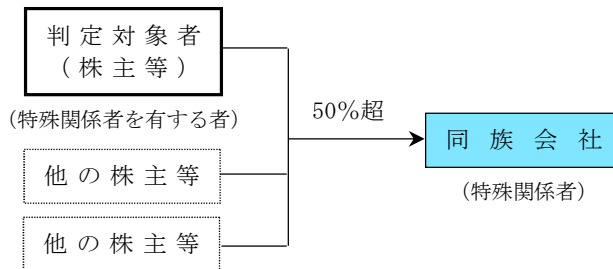 判定対象者
(株主等)
(特殊関係者を有する者)
他の株主等
他の株主等
50%超
同族会社
(特殊関係者)